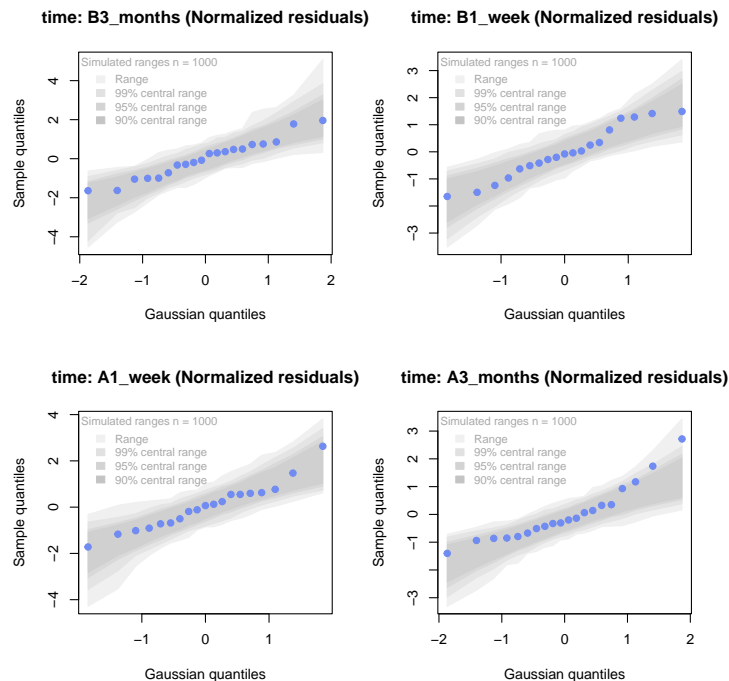 time: B3_months (Normalized residuals)
Simulated ranges n = 1000
Range
99% central range
95% central range
90% central range
Sample quantiles
4
2
0
−2
−4
−2
−1
0
1
2
Gaussian quantiles
time: B1_week (Normalized residuals)
Simulated ranges n = 1000
Range
99% central range
95% central range
90% central range
Sample quantiles
3
2
1
0
−1
−3
−1
0
1
Gaussian quantiles
time: A1_week (Normalized residuals)
Simulated ranges n = 1000
Range
99% central range
95% central range
90% central range
Sample quantiles
4
2
0
−2
−4
−1
0
1
Gaussian quantiles
time: A3_months (Normalized residuals)
Simulated ranges n = 1000
Range
99% central range
95% central range
90% central range
Sample quantiles
3
2
1
0
−1
−3
−2
−1
0
1
2
Gaussian quantiles